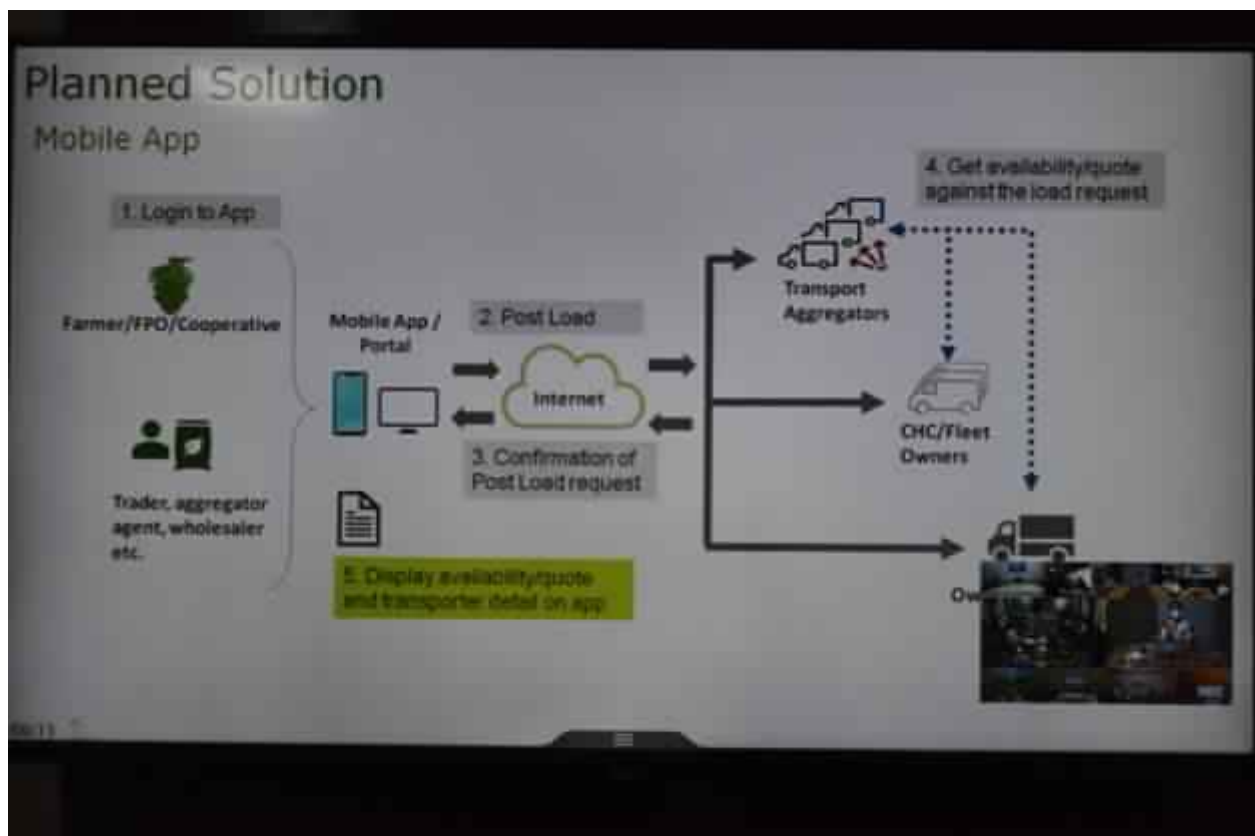 Planned Solution
Mobile App
1. Login to App
Farmer/FPO/Cooperative
Trader, aggregator
agent, wholesaler
etc.
Mobile App /
Portal
2. Post Load
Internet
3. Confirmation of
Post Load request
5. Display availability/quote
and transporter detail on app
4. Get availability/quote
against the load request
Transport
Aggregators
CHC/Fleet
Owners